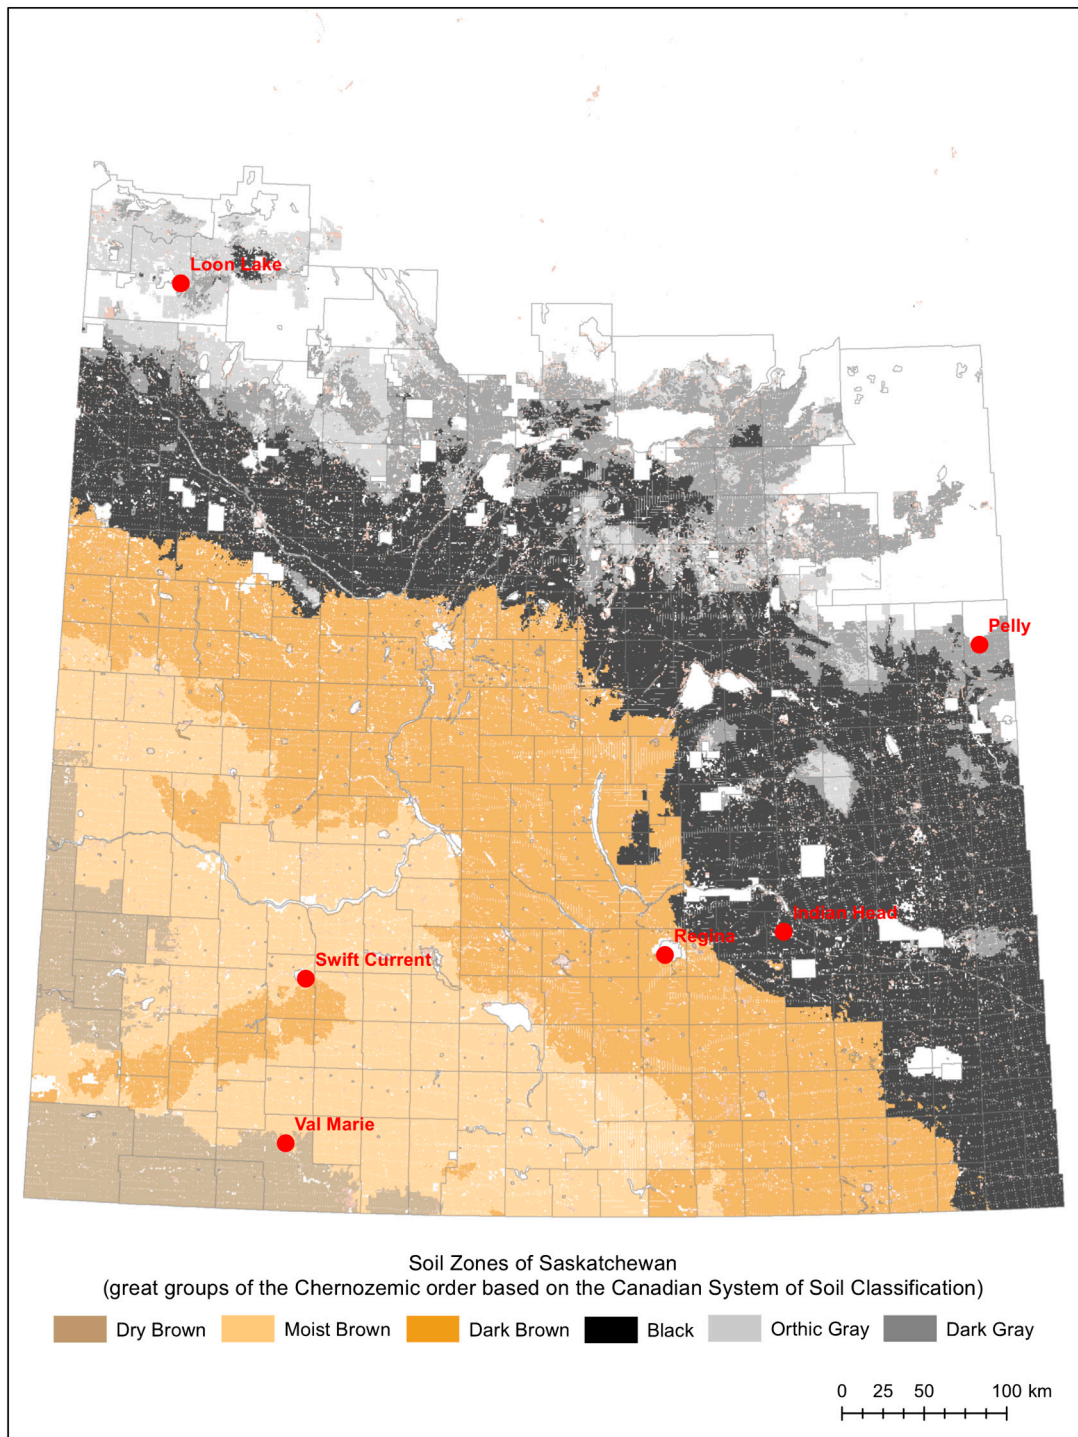 Loon Lake
Pelly
Indian Head
Regina
Swift Current
Val Marie
Soil Zones of Saskatchewan
(great groups of the Chernozemic order based on the Canadian System of Soil Classification)
Dry Brown Moist Brown Dark Brown Black Orthic Gray Dark Gray
0 25 50 100 km